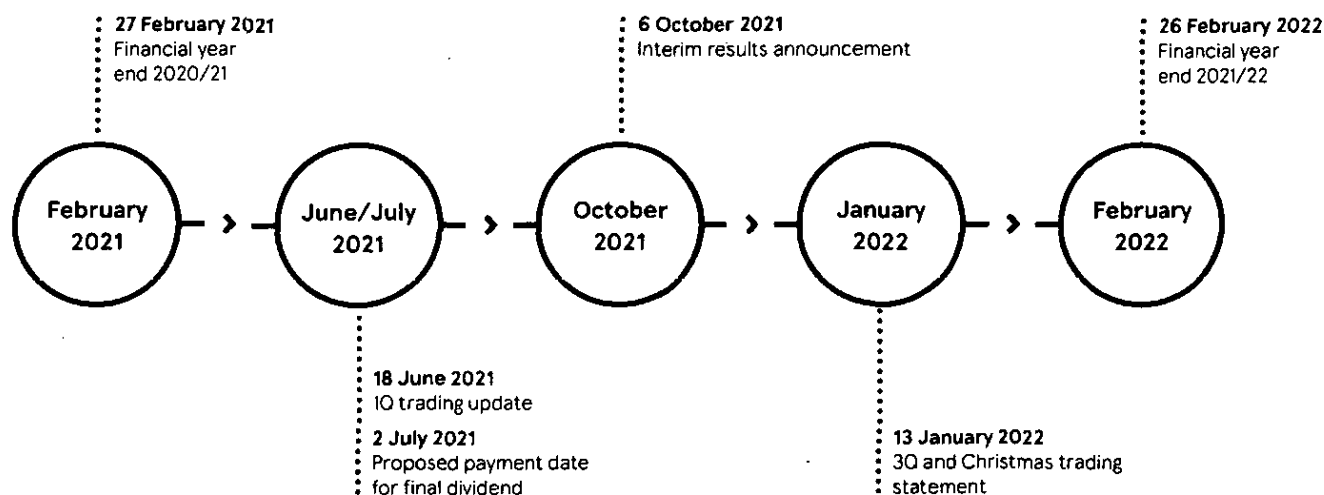 27 February 2021
Financial year
end 2020/21
6 October 2021
Interim results announcement
26 February 2022
Financial year
end 2021/22
February
2021
June/July
2021
October
2021
January
2022
February
2022
18 June 2021
1Q trading update
2 July 2021
Proposed payment date
for final dividend
13 January 2022
3Q and Christmas trading
statement